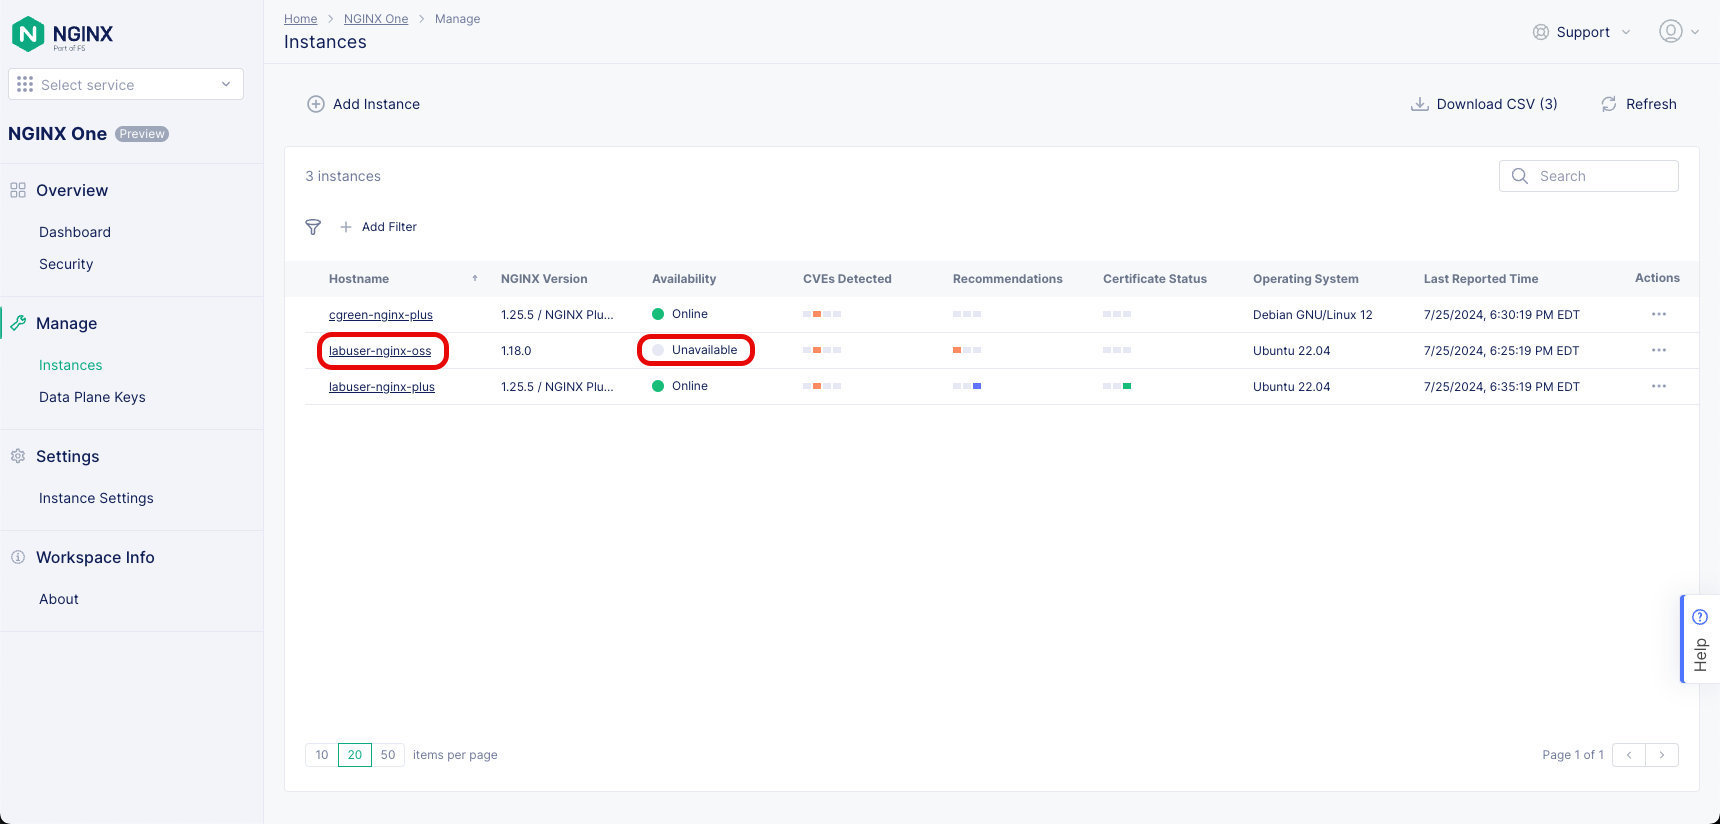 NGINX
Part of F5
Select service
NGINX One Preview
Overview
Dashboard
Security
Manage
Instances
Data Plane Keys
Settings
Instance Settings
Workspace Info
About
Home > NGINX One > Manage
Instances
Support
Add Instance
Download CSV (3)
Refresh
3 instances
Search
Add Filter
Hostname NGINX Version Availability CVEs Detected Recommendations Certificate Status Operating System Last Reported Time Actions
cgreen-nginx-plus 1.25.5 / NGINX Plu... Online Debian GNU/Linux 12 7/25/2024, 6:30:19 PM EDT ...
labuser-nginx-oss 1.18.0 Unavailable Ubuntu 22.04 7/25/2024, 6:25:19 PM EDT ...
labuser-nginx-plus 1.25.5 / NGINX Plu... Online Ubuntu 22.04 7/25/2024, 6:35:19 PM EDT ...
Help
10 20 50 items per page
Page 1 of 1 < >